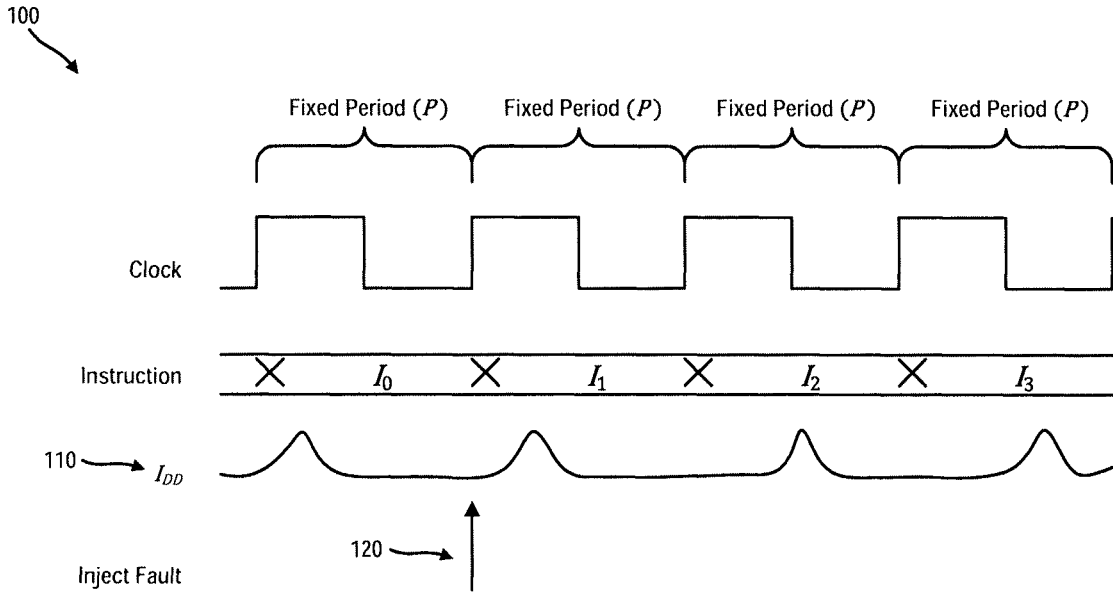 100
Fixed Period (P) Fixed Period (P) Fixed Period (P) Fixed Period (P)
Clock
Instruction I₀ I₁ I₂ I₃
110 I_DD
120
Inject Fault